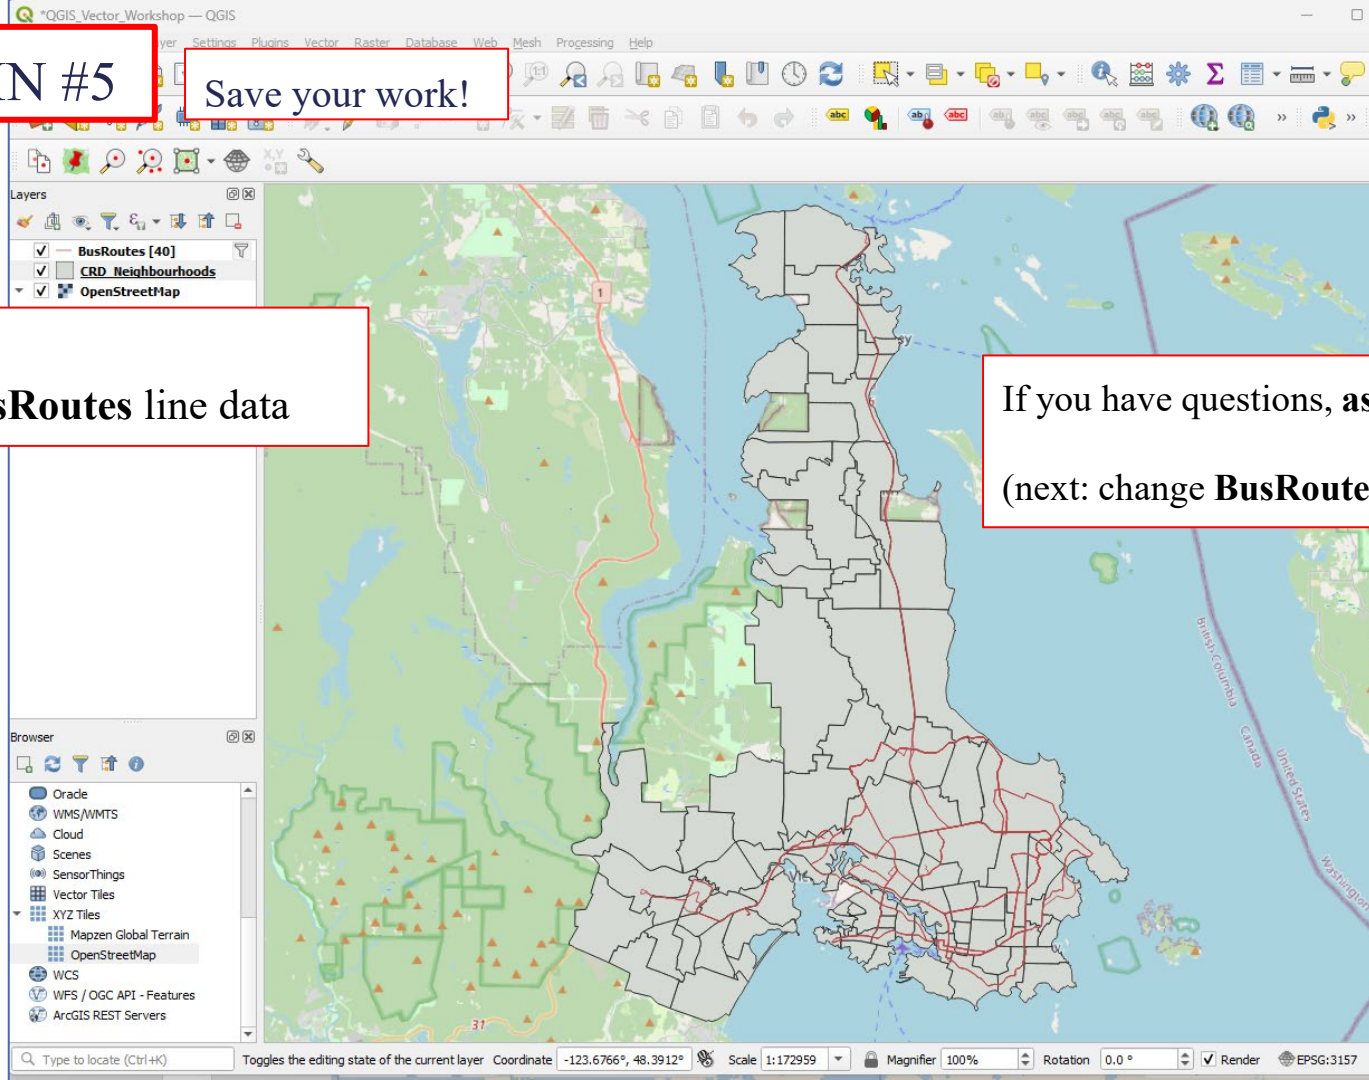 *QGIS_Vector_Workshop — QGIS
Settings Plugins Vector Raster Database Web Mesh Processing Help
#5
Save your work!
Layers
BusRoutes [40]
CRD Neighbourhoods
OpenStreetMap
sRoutes line data
If you have questions,
(next: change BusRoute
1
31
British Columbia
Canada
United States
Washington
Browser
Oracle
WMS/WMTS
Cloud
Scenes
SensorThings
Vector Tiles
XYZ Tiles
Mapzen Global Terrain
OpenStreetMap
WCS
WFS / OGC API - Features
ArcGIS REST Servers
Type to locate (Ctrl+K) Toggles the editing state of the current layer Coordinate -123.6766°, 48.3912° Scale 1:172959 Magnifier 100% Rotation 0.0 ° Render EPSG:3157